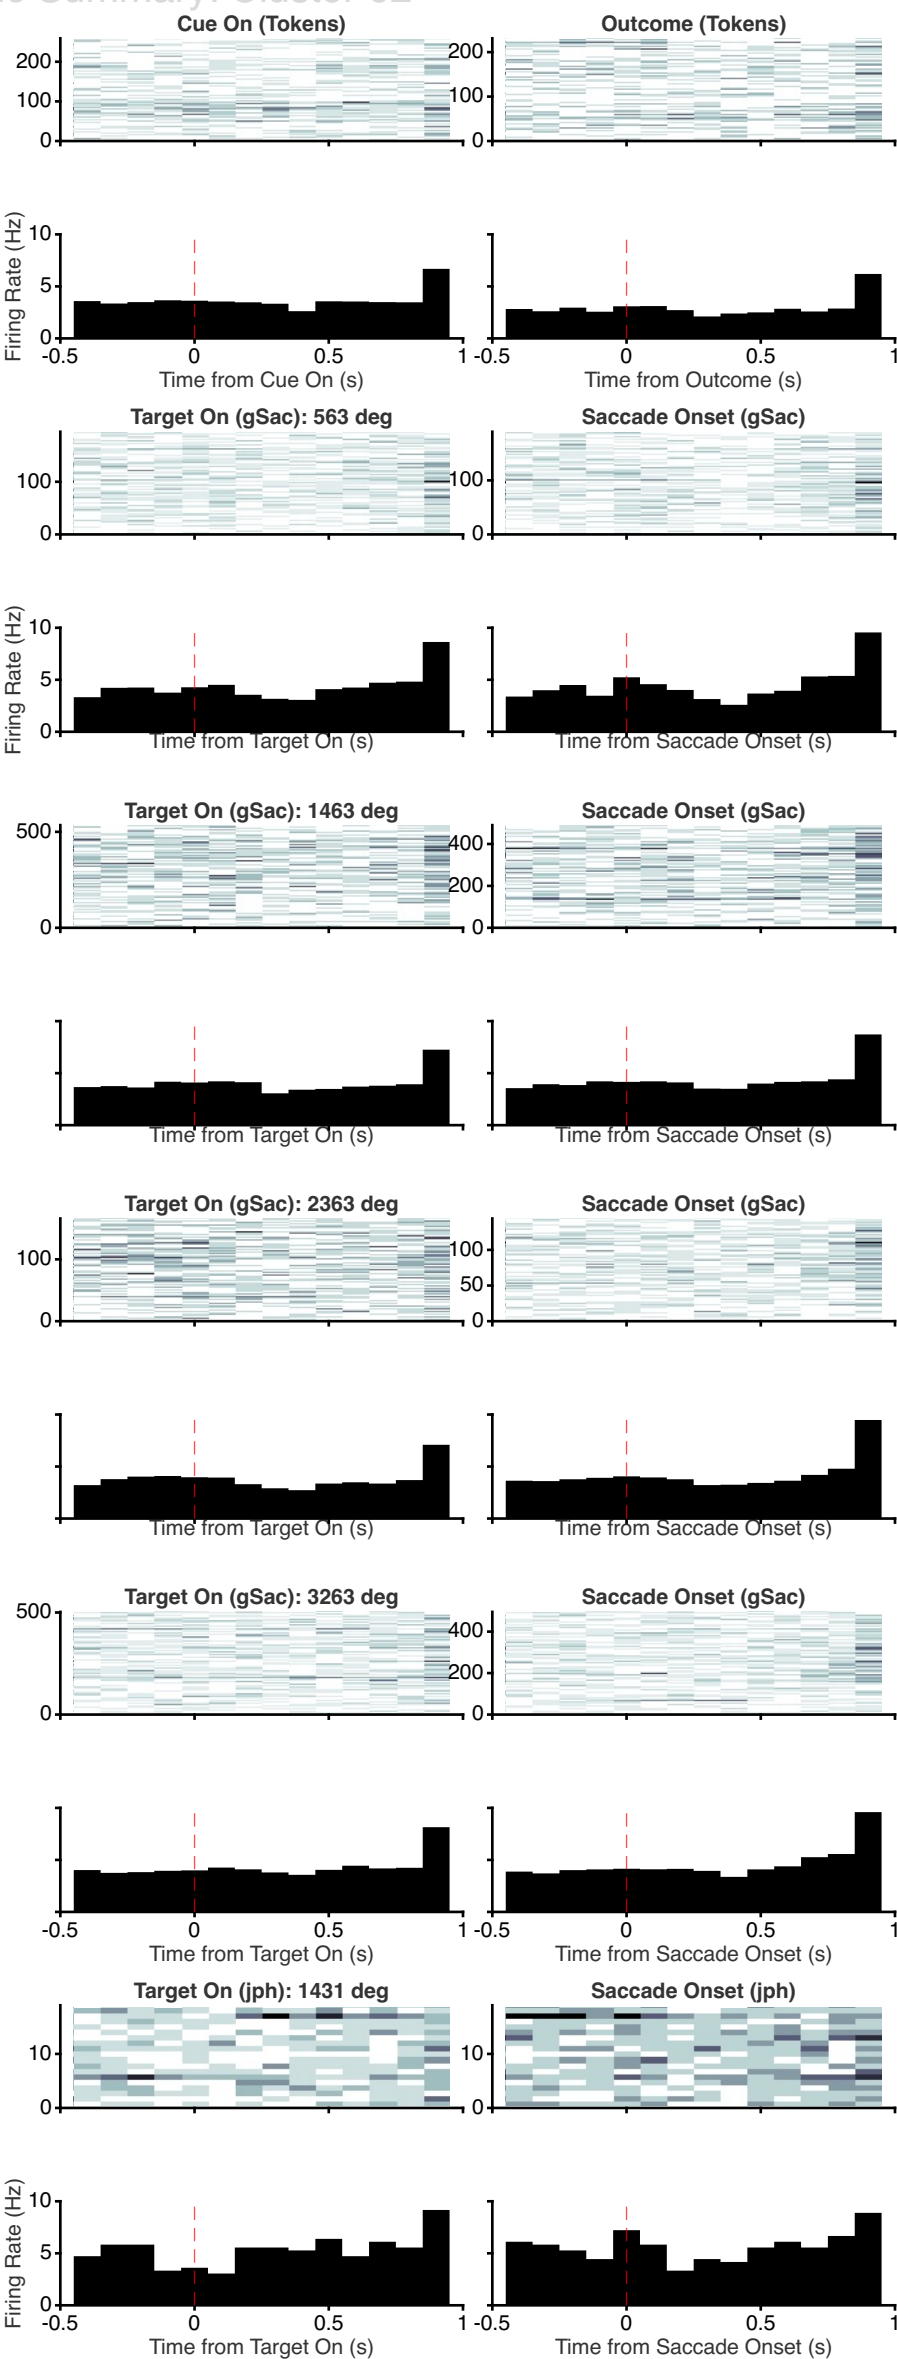 Summary: Cluster
Cue On (Tokens) Outcome (Tokens)
200 200
100 100
0 0
10
5
0
Firing Rate (Hz)
-0.5 0 0.5 1 -0.5 0 0.5 1
Time from Cue On (s) Time from Outcome (s)
Target On (gSac): 563 deg Saccade Onset (gSac)
100 100
0 0
10
5
0
Firing Rate (Hz)
Time from Target On (s) Time from Saccade Onset (s)
Target On (gSac): 1463 deg Saccade Onset (gSac)
500 400
200
0 0
Time from Target On (s) Time from Saccade Onset (s)
Target On (gSac): 2363 deg Saccade Onset (gSac)
100 100
50
0 0
Time from Target On (s) Time from Saccade Onset (s)
Target On (gSac): 3263 deg Saccade Onset (gSac)
500 400
200
0 0
-0.5 0 0.5 1 -0.5 0 0.5 1
Time from Target On (s) Time from Saccade Onset (s)
Target On (jph): 1431 deg Saccade Onset (jph)
10 10
0 0
10
5
0
Firing Rate (Hz)
-0.5 0 0.5 1 -0.5 0 0.5 1
Time from Target On (s) Time from Saccade Onset (s)